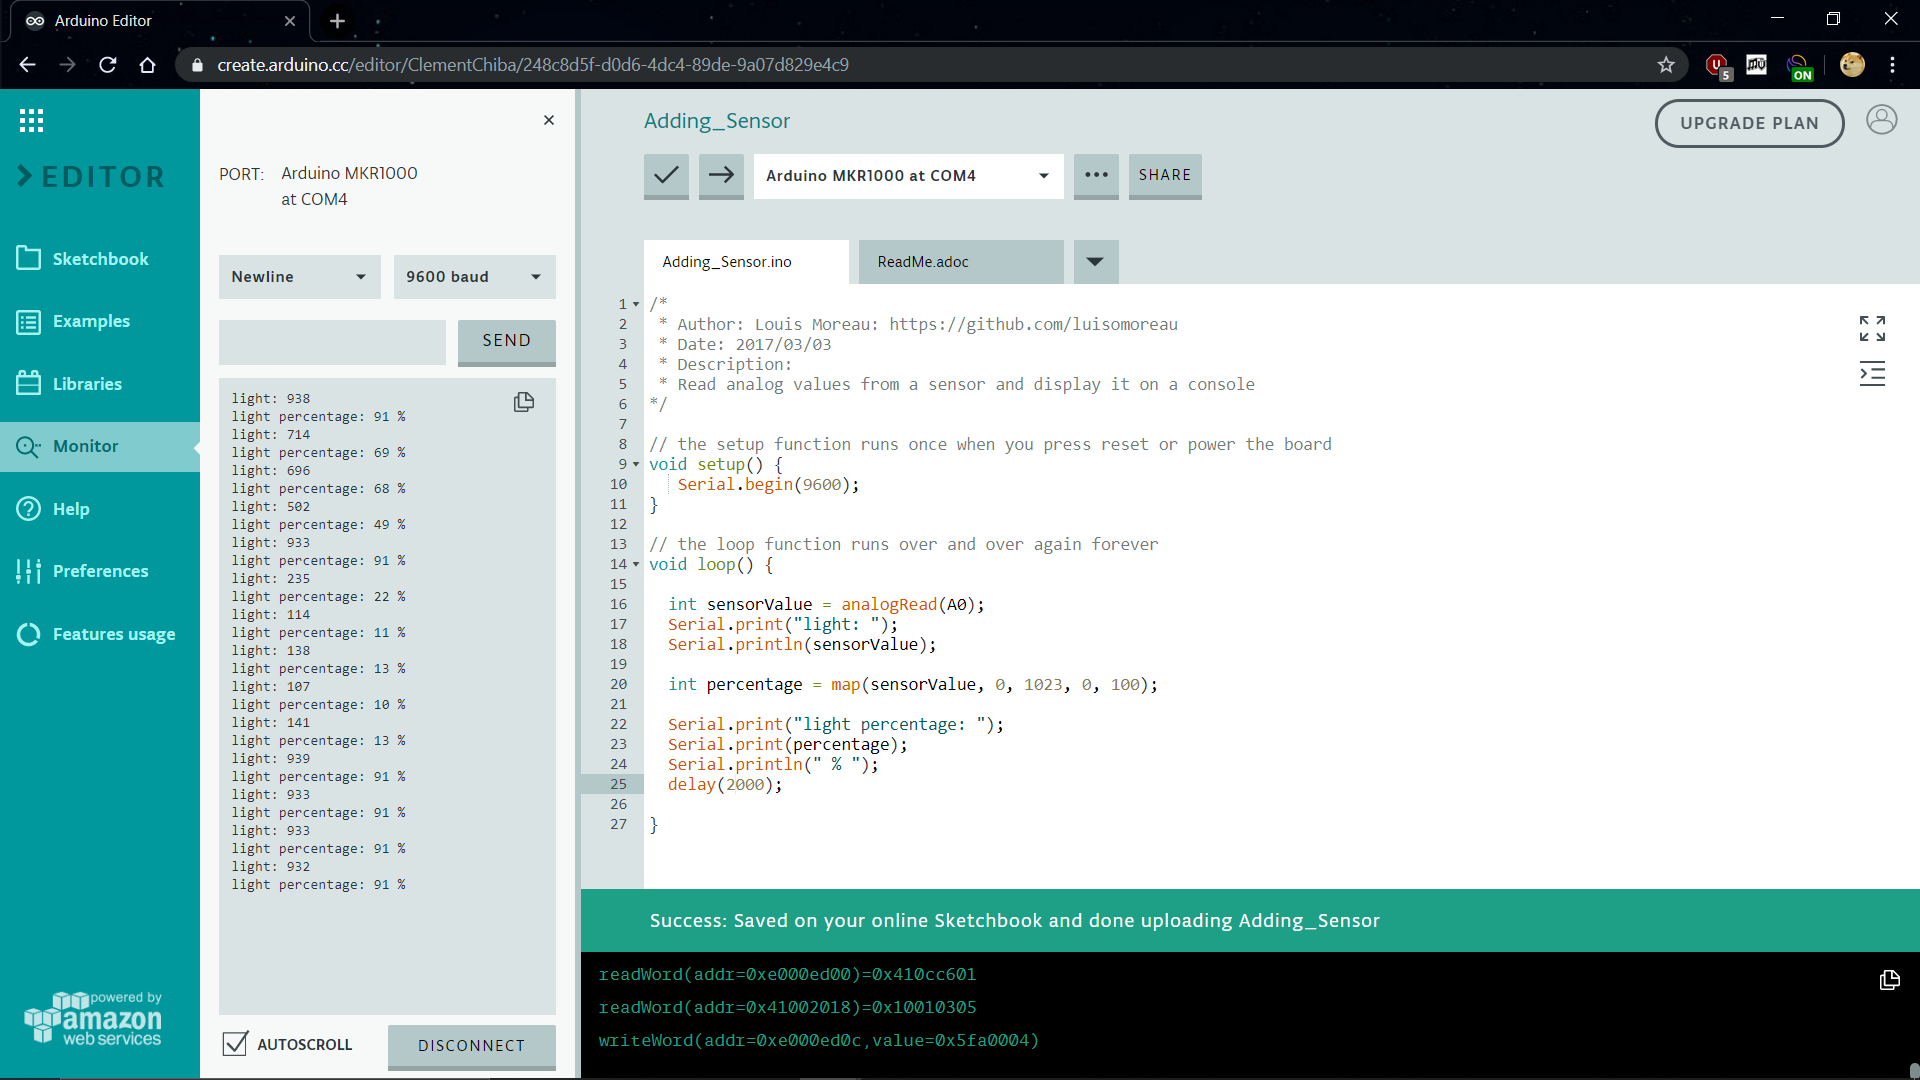 Arduino Editor
create.arduino.cc/editor/ClementChiba/248c8d5f-d0d6-4dc4-89de-9a07d829e4c9
5
ON
EDITOR
Sketchbook
Examples
Libraries
Monitor
Help
Preferences
Features usage
powered by
amazon
web services
PORT: Arduino MKR1000
at COM4
Newline
9600 baud
SEND
light: 938
light percentage: 91 %
light: 714
light percentage: 69 %
light: 696
light percentage: 68 %
light: 502
light percentage: 49 %
light: 933
light percentage: 91 %
light: 235
light percentage: 22 %
light: 114
light percentage: 11 %
light: 138
light percentage: 13 %
light: 107
light percentage: 10 %
light: 141
light percentage: 13 %
light: 939
light percentage: 91 %
light: 933
light percentage: 91 %
light: 933
light percentage: 91 %
light: 932
light percentage: 91 %
AUTOSCROLL
DISCONNECT
Adding_Sensor
UPGRADE PLAN
Arduino MKR1000 at COM4
SHARE
Adding_Sensor.ino
ReadMe.adoc
1 /*
2 * Author: Louis Moreau: https://github.com/luisomoreau
3 * Date: 2017/03/03
4 * Description:
5 * Read analog values from a sensor and display it on a console
6 */
7
8 // the setup function runs once when you press reset or power the board
9 void setup() {
10 Serial.begin(9600);
11 }
12
13 // the loop function runs over and over again forever
14 void loop() {
15
16 int sensorValue = analogRead(A0);
17 Serial.print("light: ");
18 Serial.println(sensorValue);
19
20 int percentage = map(sensorValue, 0, 1023, 0, 100);
21
22 Serial.print("light percentage: ");
23 Serial.print(percentage);
24 Serial.println(" % ");
25 delay(2000);
26
27 }
Success: Saved on your online Sketchbook and done uploading Adding_Sensor
readWord(addr=0xe000ed00)=0x410cc601
readWord(addr=0x41002018)=0x10010305
writeWord(addr=0xe000ed0c,value=0x5fa0004)